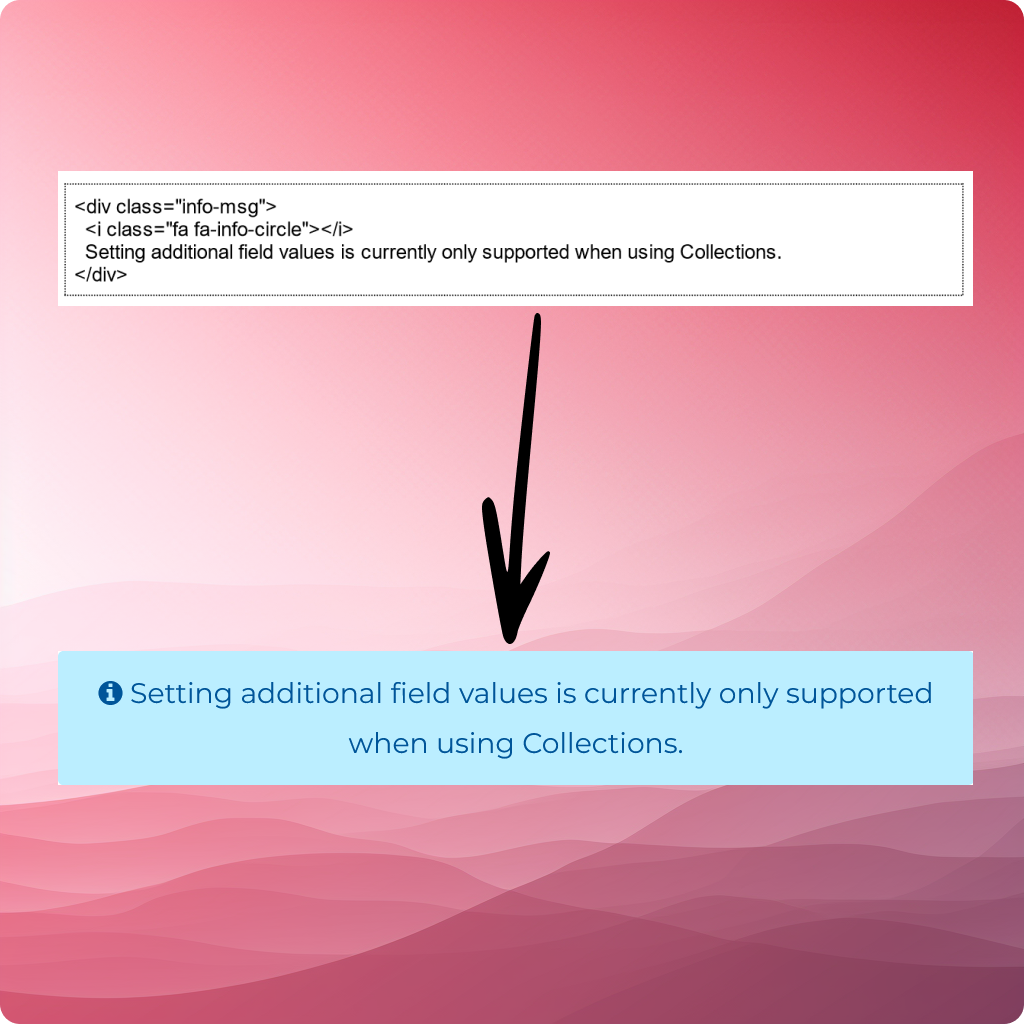 <div class="info-msg">
  <i class="fa fa-info-circle"></i>
  Setting additional field values is currently only supported when using Collections.
</div>
Setting additional field values is currently only supported
when using Collections.